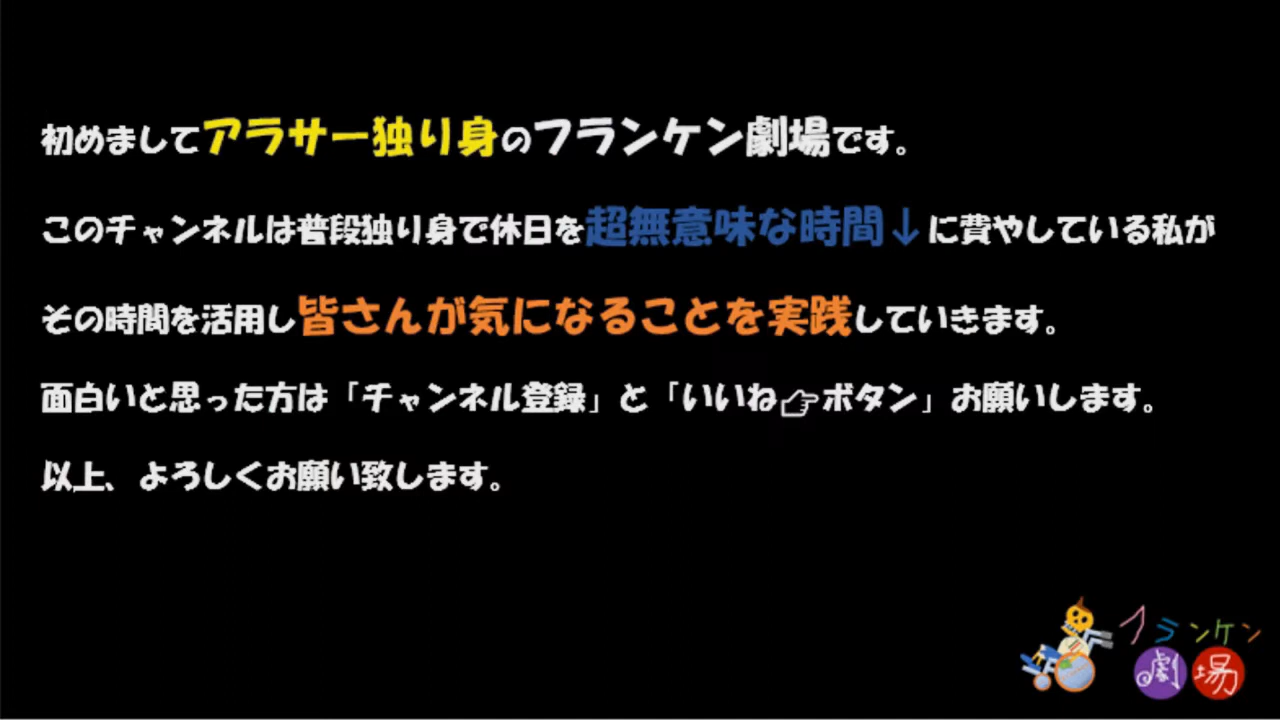 初めましてアラサー独り身のフランケン劇場です。
このチャンネルは普段独り身で休日を超無意味な時間↓に費やしている私が
その時間を活用し皆さんが気になることを実践していきます。
面白いと思った方は「チャンネル登録」と「いいね👉ボタン」お願いします。
以上、よろしくお願い致します。
フランケン
劇場